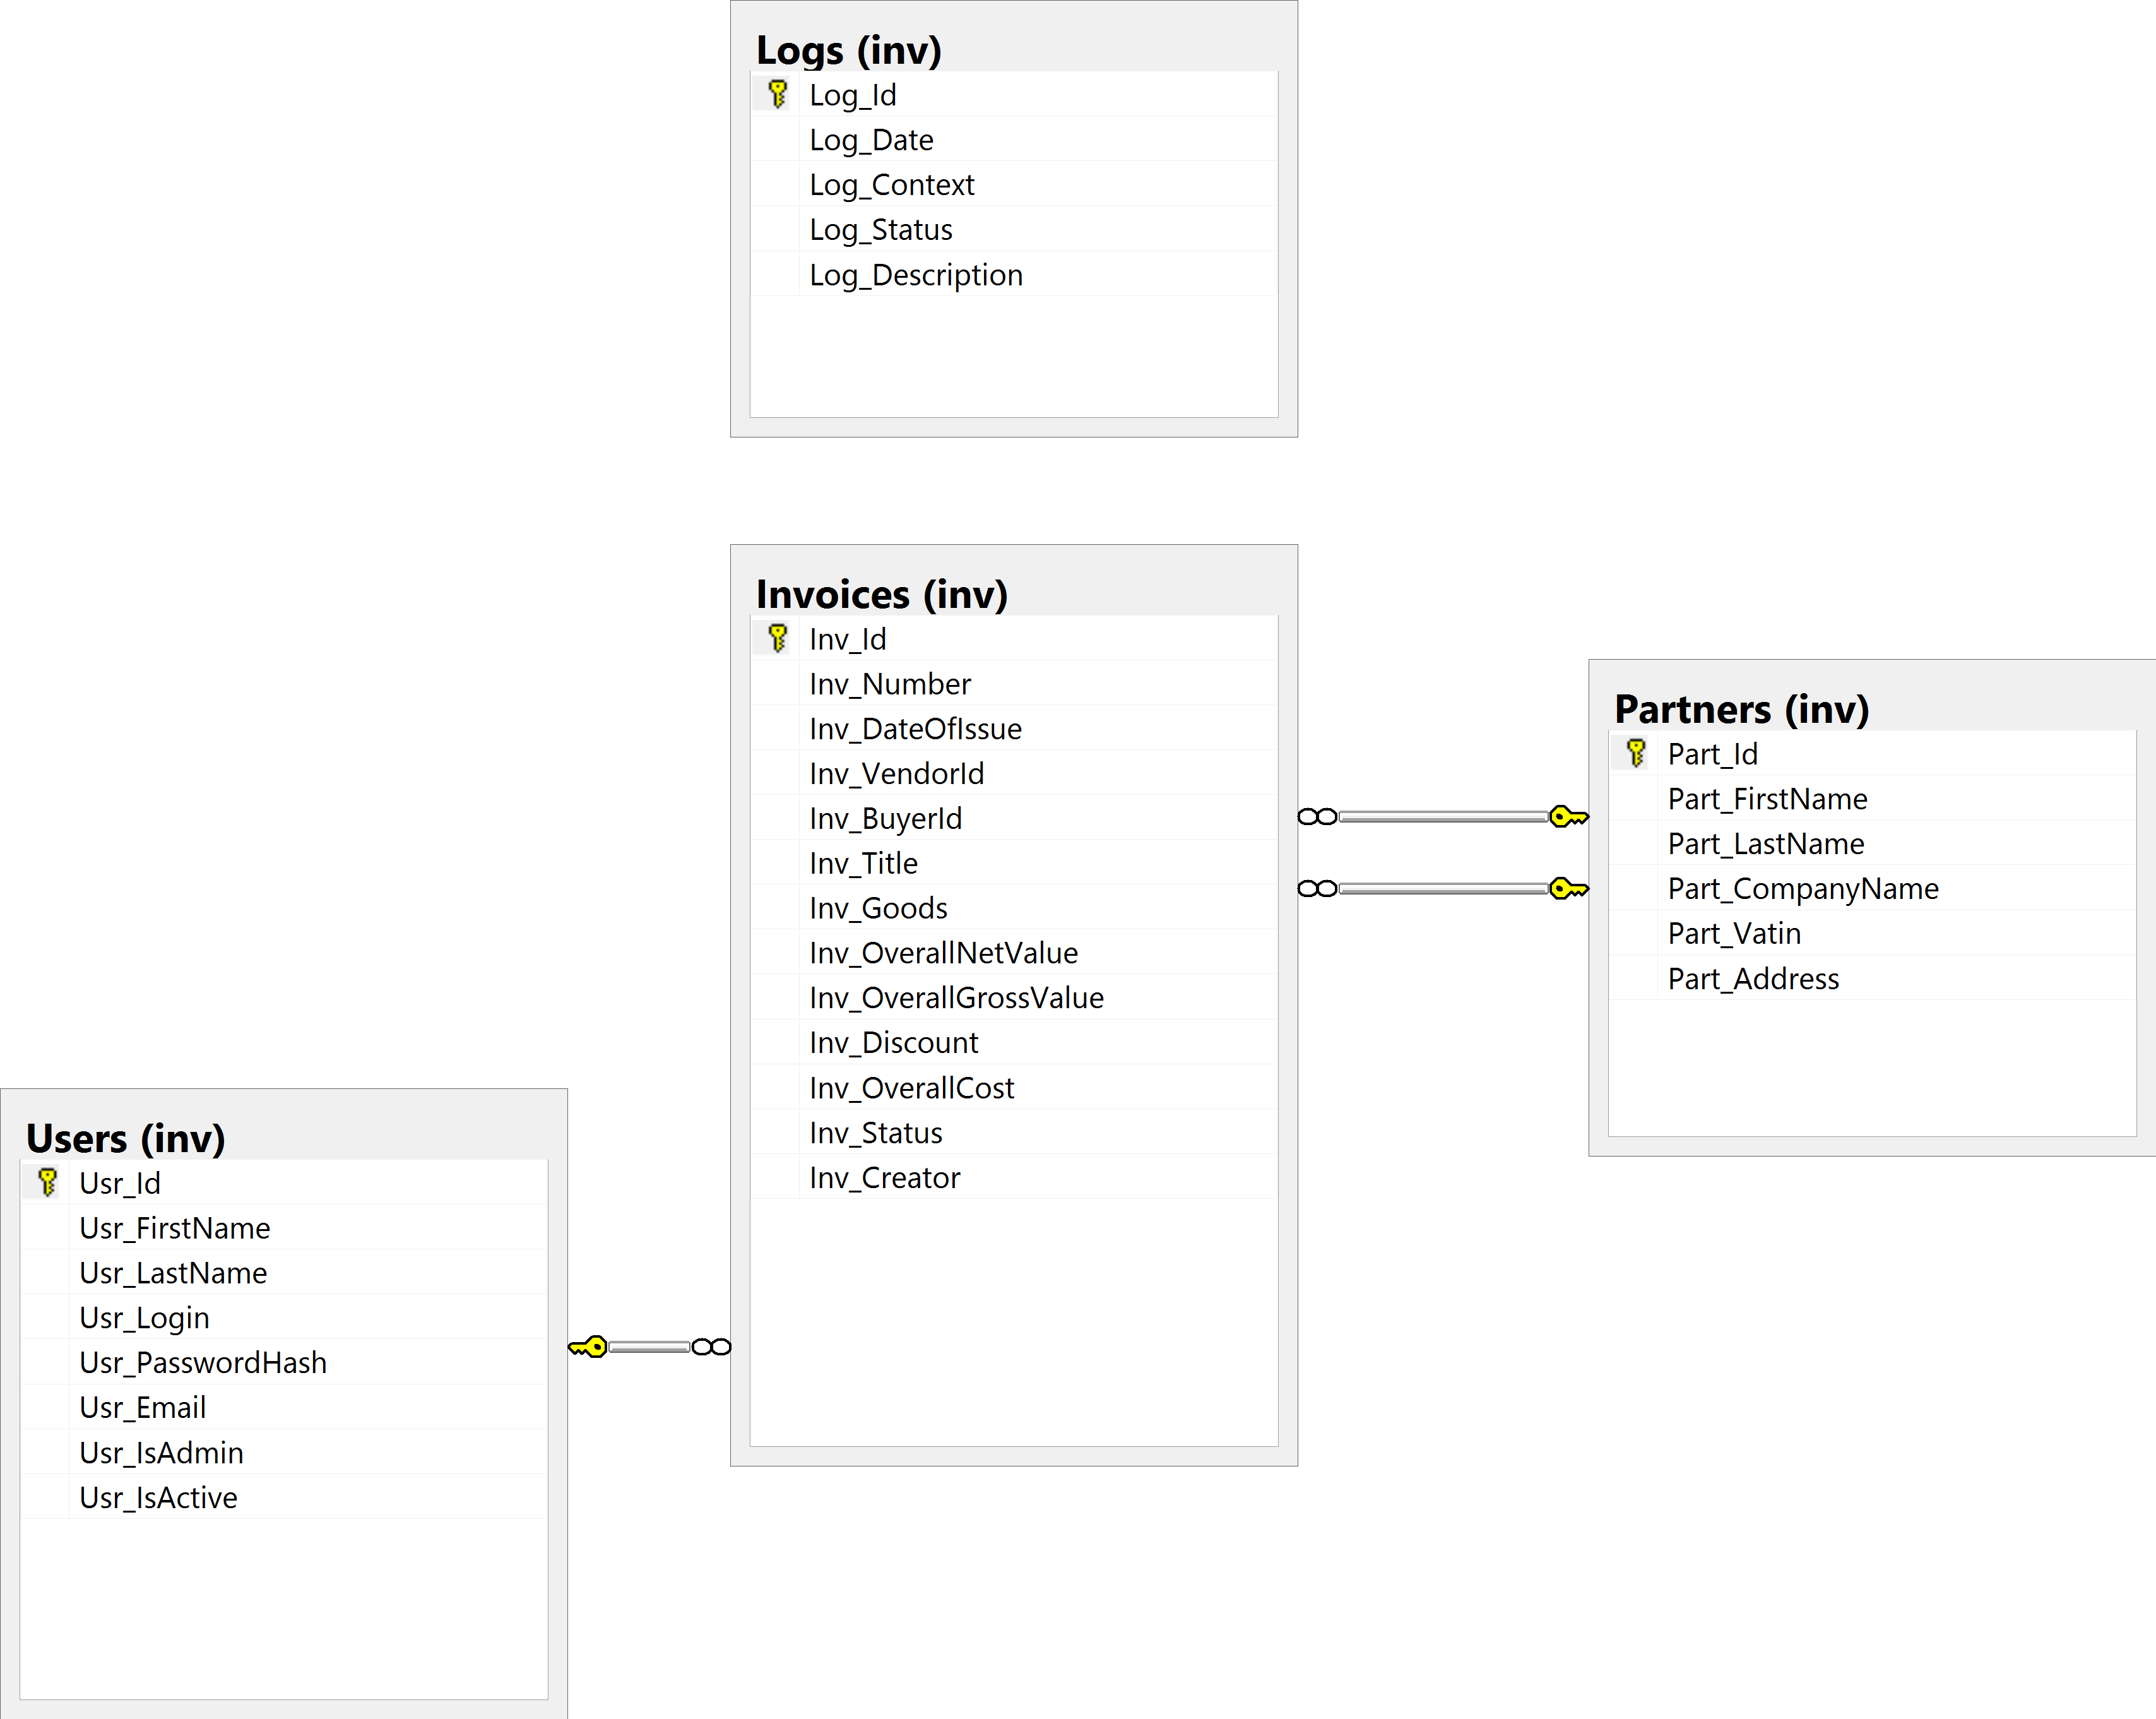 Logs (inv)
Log_Id
Log_Date
Log_Context
Log_Status
Log_Description
Invoices (inv)
Inv_Id
Inv_Number
Inv_DateOfIssue
Inv_VendorId
Inv_BuyerId
Inv_Title
Inv_Goods
Inv_OverallNetValue
Inv_OverallGrossValue
Inv_Discount
Inv_OverallCost
Inv_Status
Inv_Creator
Partners (inv)
Part_Id
Part_FirstName
Part_LastName
Part_CompanyName
Part_Vatin
Part_Address
Users (inv)
Usr_Id
Usr_FirstName
Usr_LastName
Usr_Login
Usr_PasswordHash
Usr_Email
Usr_IsAdmin
Usr_IsActive